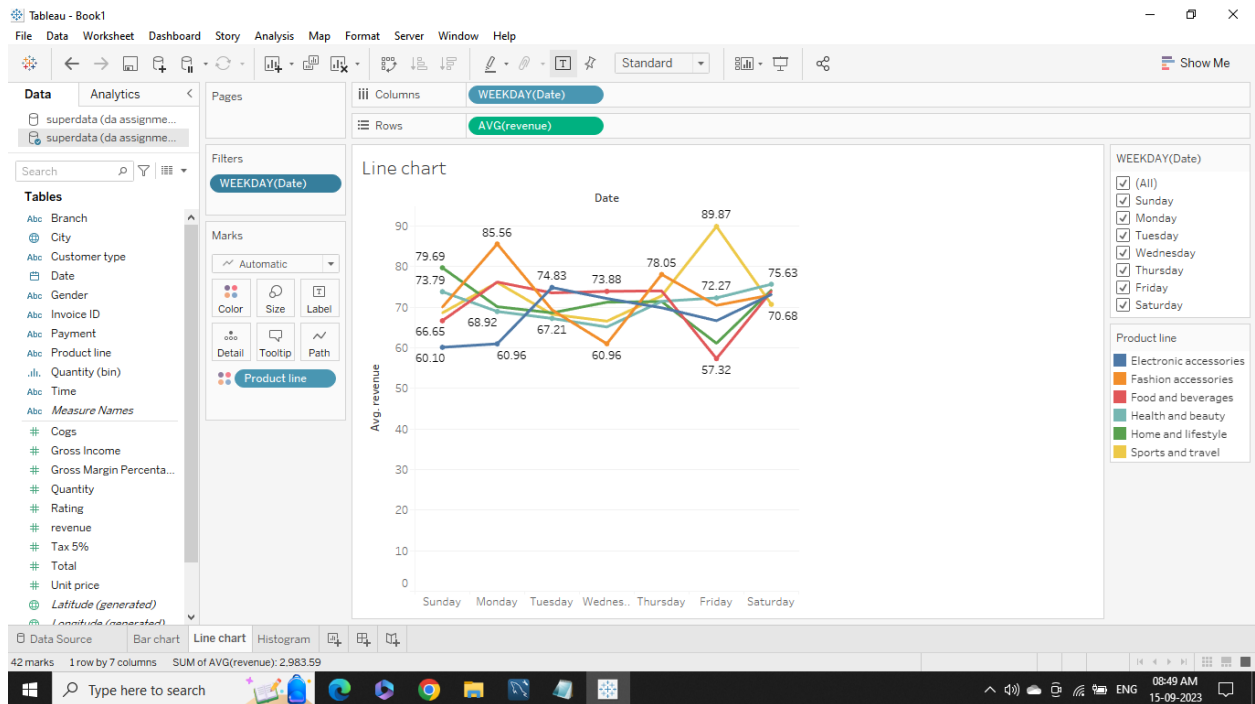 Tableau - Book1
File Data Worksheet Dashboard Story Analysis Map Format Server Window Help
Standard
Show Me
Data Analytics
superdata (da assignme...
superdata (da assignme...
Search
Tables
Abc Branch
City
Abc Customer type
Date
Abc Gender
Abc Invoice ID
Abc Payment
Abc Product line
Quantity (bin)
Abc Time
Abc Measure Names
# Cogs
# Gross Income
# Gross Margin Percenta...
# Quantity
# Rating
# revenue
# Tax 5%
# Total
# Unit price
Latitude (generated)
Longitude (generated)
Pages
Filters
WEEKDAY(Date)
Marks
Automatic
Color Size Label
Detail Tooltip Path
Product line
Columns WEEKDAY(Date)
Rows AVG(revenue)
Line chart
Date
Avg. revenue
90
80
70
60
50
40
30
20
10
0
79.69
73.79
66.65
60.10
85.56
68.92
60.96
74.83
67.21
73.88
60.96
78.05
89.87
72.27
57.32
75.63
70.68
Sunday Monday Tuesday Wednes.. Thursday Friday Saturday
WEEKDAY(Date)
(All)
Sunday
Monday
Tuesday
Wednesday
Thursday
Friday
Saturday
Product line
Electronic accessories
Fashion accessories
Food and beverages
Health and beauty
Home and lifestyle
Sports and travel
Data Source Bar chart Line chart Histogram
42 marks 1 row by 7 columns SUM of AVG(revenue): 2,983.59
Type here to search
ENG
08:49 AM
15-09-2023